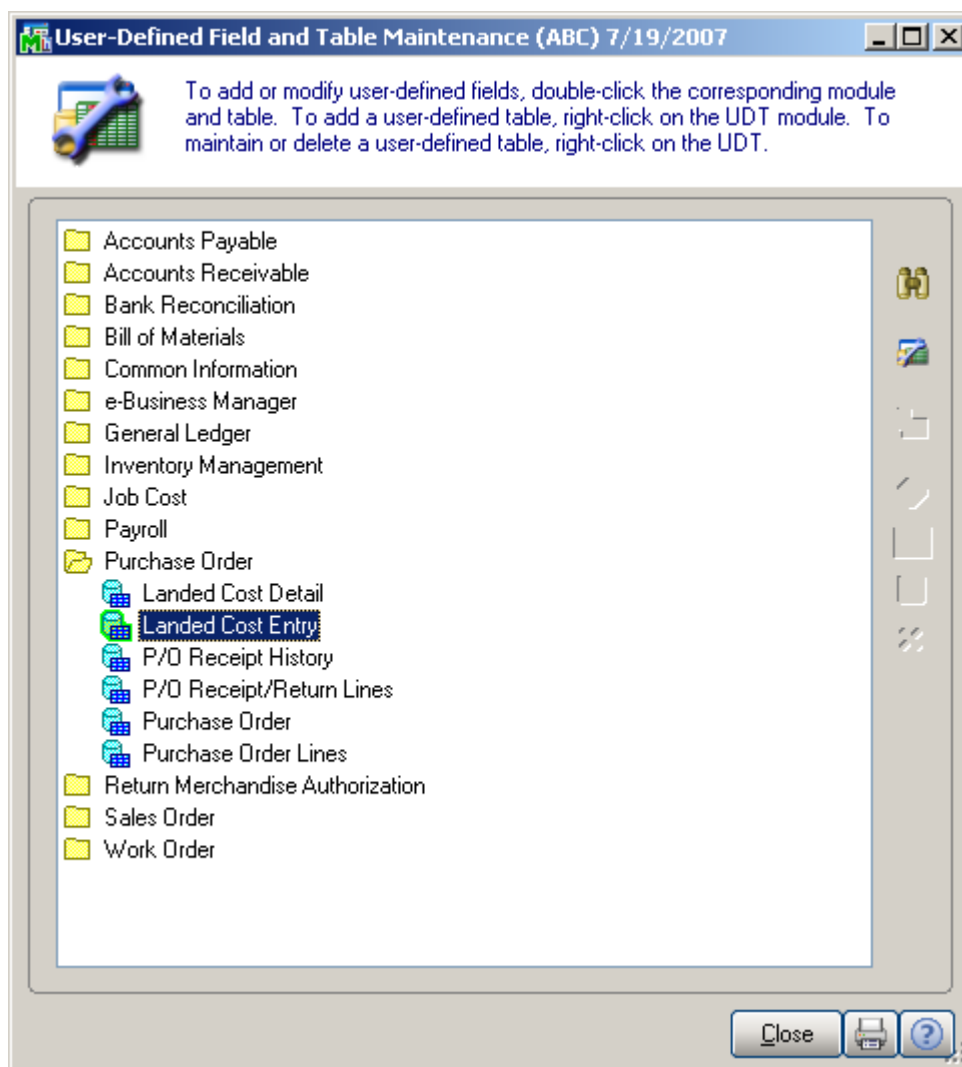 User-Defined Field and Table Maintenance (ABC) 7/19/2007
To add or modify user-defined fields, double-click the corresponding module
and table. To add a user-defined table, right-click on the UDT module. To
maintain or delete a user-defined table, right-click on the UDT.
Accounts Payable
Accounts Receivable
Bank Reconciliation
Bill of Materials
Common Information
e-Business Manager
General Ledger
Inventory Management
Job Cost
Payroll
Purchase Order
Landed Cost Detail
Landed Cost Entry
P/O Receipt History
P/O Receipt/Return Lines
Purchase Order
Purchase Order Lines
Return Merchandise Authorization
Sales Order
Work Order
Close